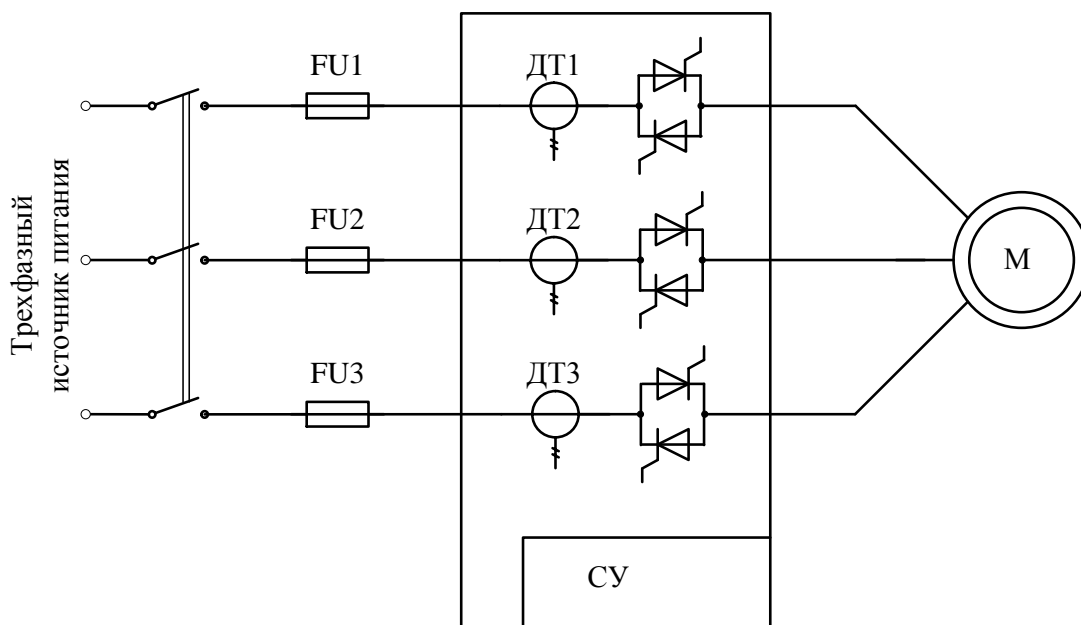 Трехфазный
источник питания
FU1
ДТ1
FU2
ДТ2
М
FU3
ДТ3
СУ